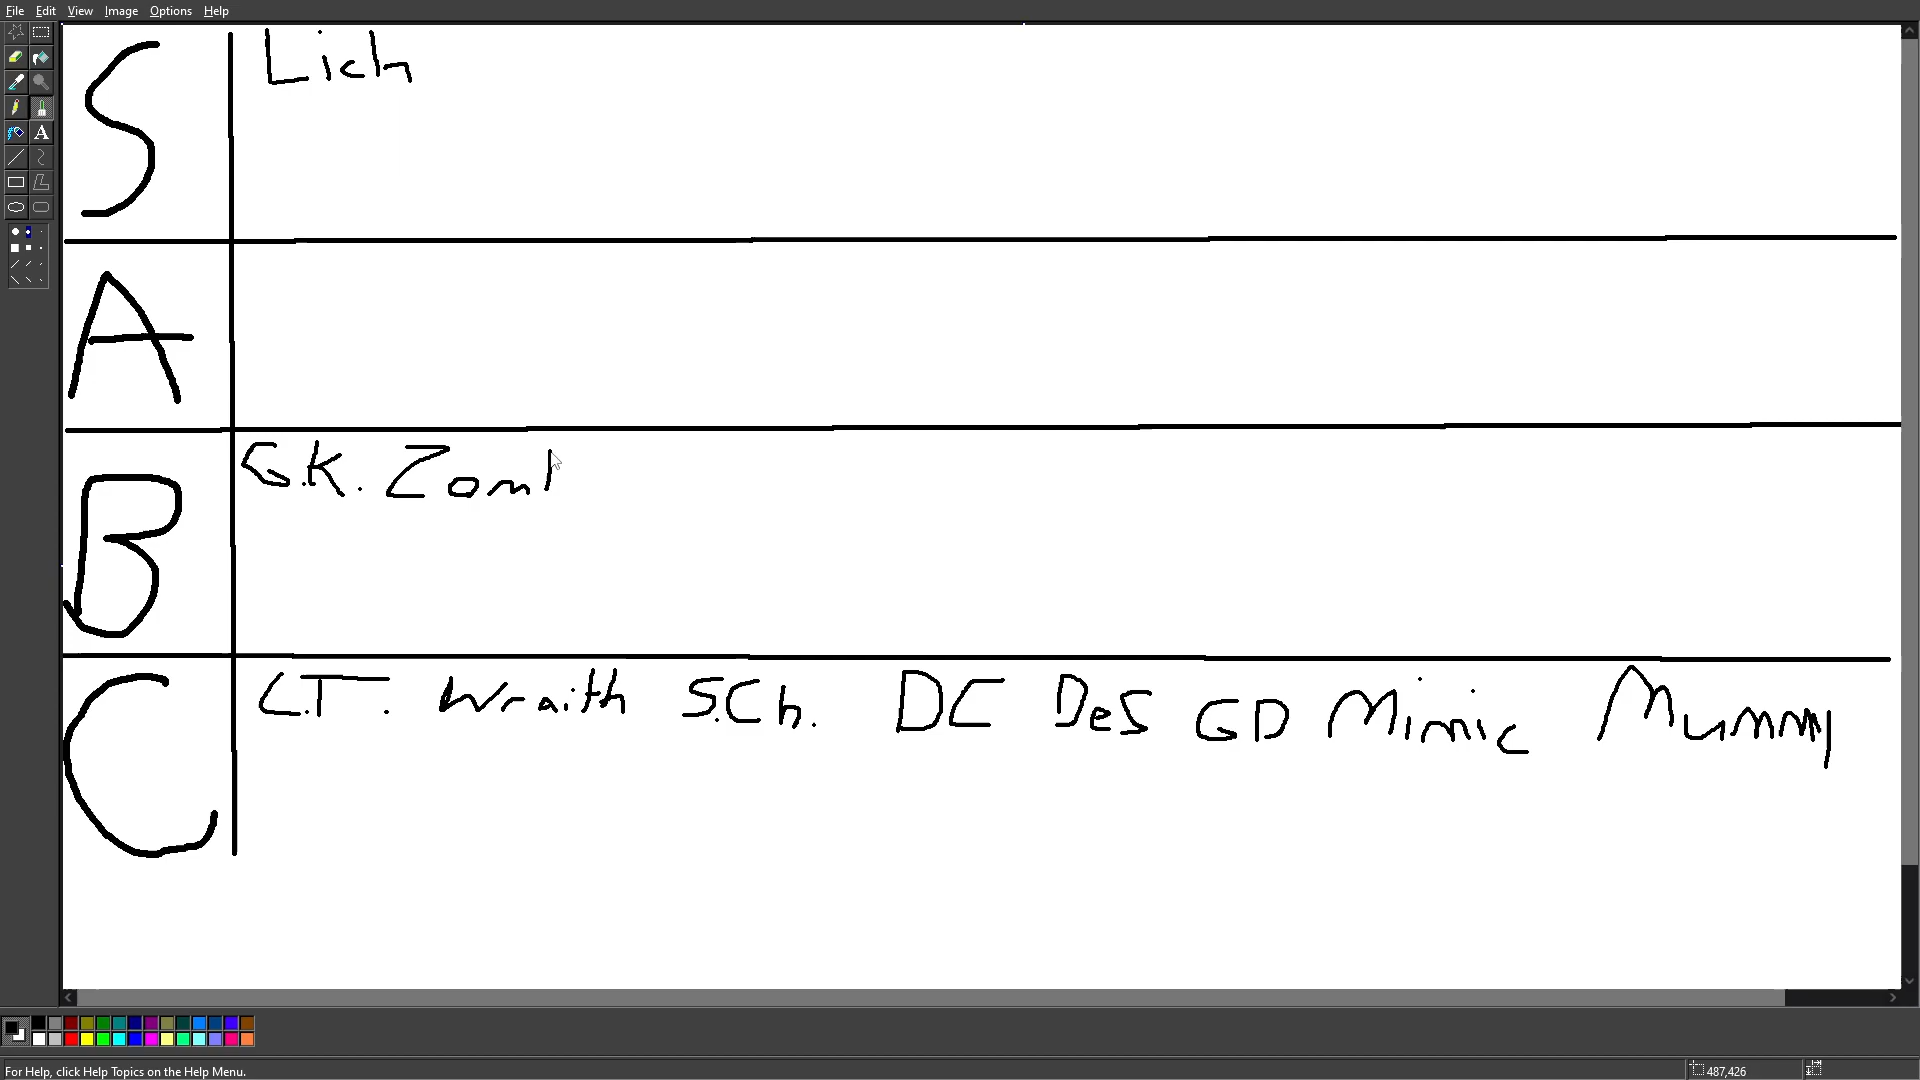 File Edit View Image Options Help
S Lich
A
B G.K. Zom
C C.T. Wraith S.Ch. DC DeS GD Mimic Mummy
For Help, click Help Topics on the Help Menu. 487,426